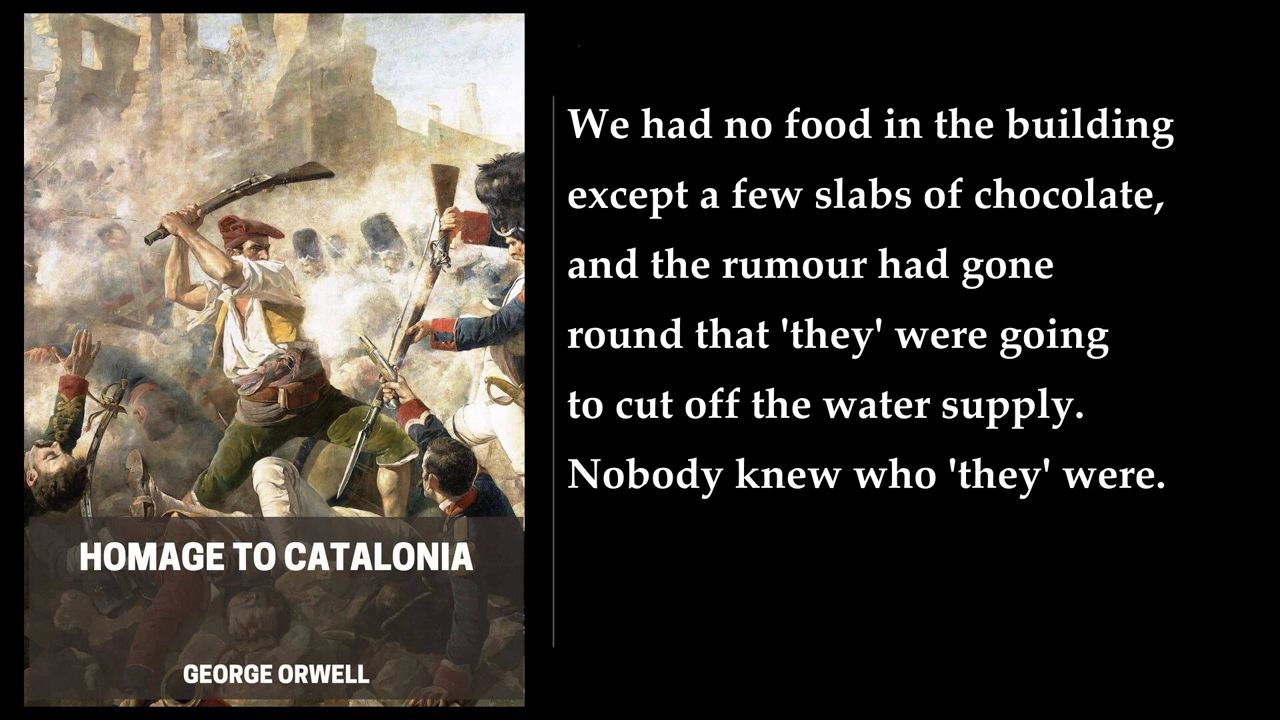 We had no food in the building
except a few slabs of chocolate,
and the rumour had gone
round that 'they' were going
to cut off the water supply.
Nobody knew who 'they' were.
HOMAGE TO CATALONIA
GEORGE ORWELL